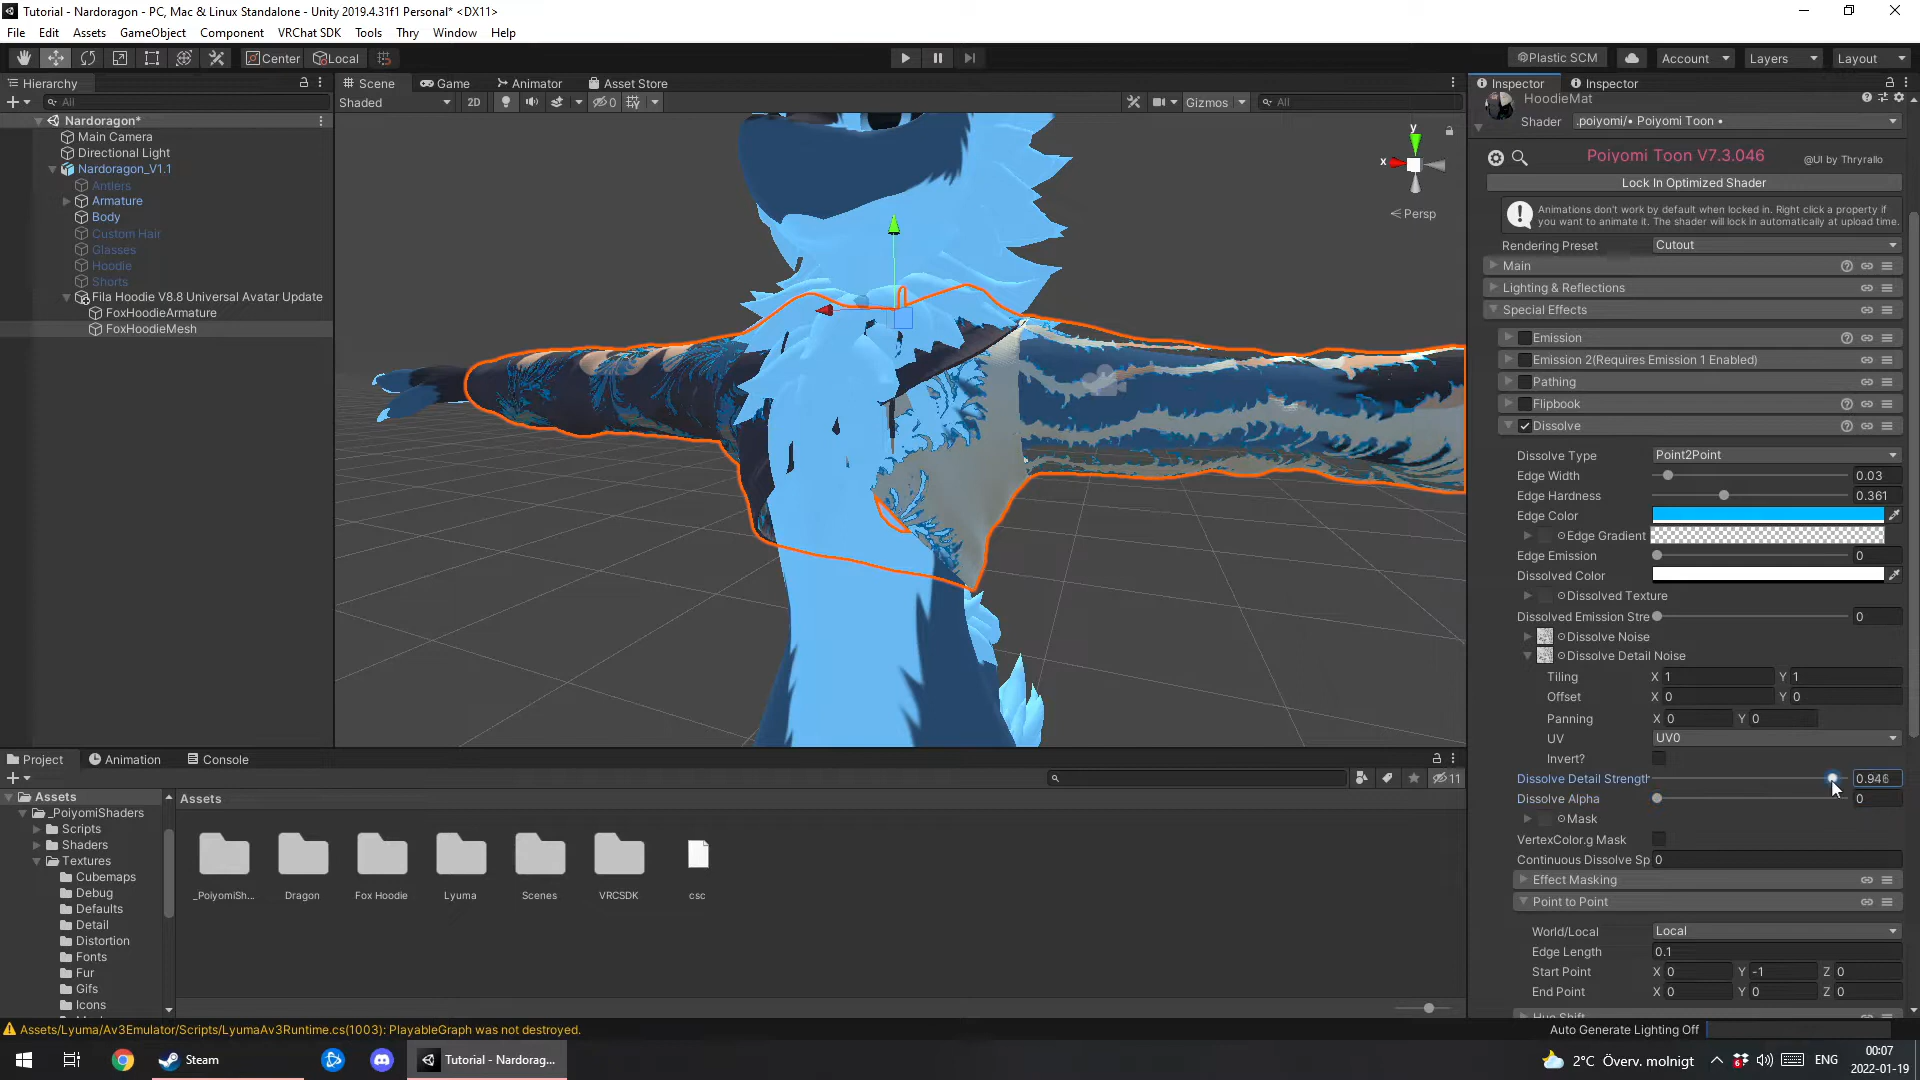 Tutorial - Nardoragon - PC, Mac & Linux Standalone - Unity 2019.4.31f1 Personal* <DX11>
File Edit Assets GameObject Component VRChat SDK Tools Thry Window Help
Center Local Plastic SCM Account Layers Layout
Hierarchy Scene Game Animator Asset Store Inspector Inspector
All Shaded 2D 0 Gizmos All
HoodieMat
Shader .poiyomi/• Poiyomi Toon •
Nardoragon*
Main Camera
Directional Light
Nardoragon_V1.1
Antlers
Armature
Body
Custom Hair
Glasses
Hoodie
Shorts
Fila Hoodie V8.8 Universal Avatar Update
FoxHoodieArmature
FoxHoodieMesh
y
x
Persp
Poiyomi Toon V7.3.046 @UI by Thryrallo
Lock In Optimized Shader
Animations don't work by default when locked in. Right click a property if
you want to animate it. The shader will lock in automatically at upload time.
Rendering Preset Cutout
Main
Lighting & Reflections
Special Effects
Emission
Emission 2(Requires Emission 1 Enabled)
Pathing
Flipbook
Dissolve
Dissolve Type Point2Point
Edge Width 0.03
Edge Hardness 0.361
Edge Color
Edge Gradient
Edge Emission 0
Dissolved Color
Dissolved Texture
Dissolved Emission Stre 0
Dissolve Noise
Dissolve Detail Noise
Tiling X 1 Y 1
Offset X 0 Y 0
Panning X 0 Y 0
UV UV0
Invert?
Dissolve Detail Strength 0.946
Dissolve Alpha 0
Mask
VertexColor.g Mask
Continuous Dissolve Sp 0
Effect Masking
Point to Point
World/Local Local
Edge Length 0.1
Start Point X 0 Y -1 Z 0
End Point X 0 Y 0 Z 0
Hue Shift
Project Animation Console
11
Assets
_PoiyomiShaders
Scripts
Shaders
Textures
Cubemaps
Debug
Defaults
Detail
Distortion
Fonts
Fur
Gifs
Icons
Assets
_PoiyomiSh... Dragon Fox Hoodie Lyuma Scenes VRCSDK csc
Assets/Lyuma/Av3Emulator/Scripts/LyumaAv3Runtime.cs(1003): PlayableGraph was not destroyed.
Auto Generate Lighting Off
Steam Tutorial - Nardorag... 2°C Överv. molnigt ENG 00:07
2022-01-19